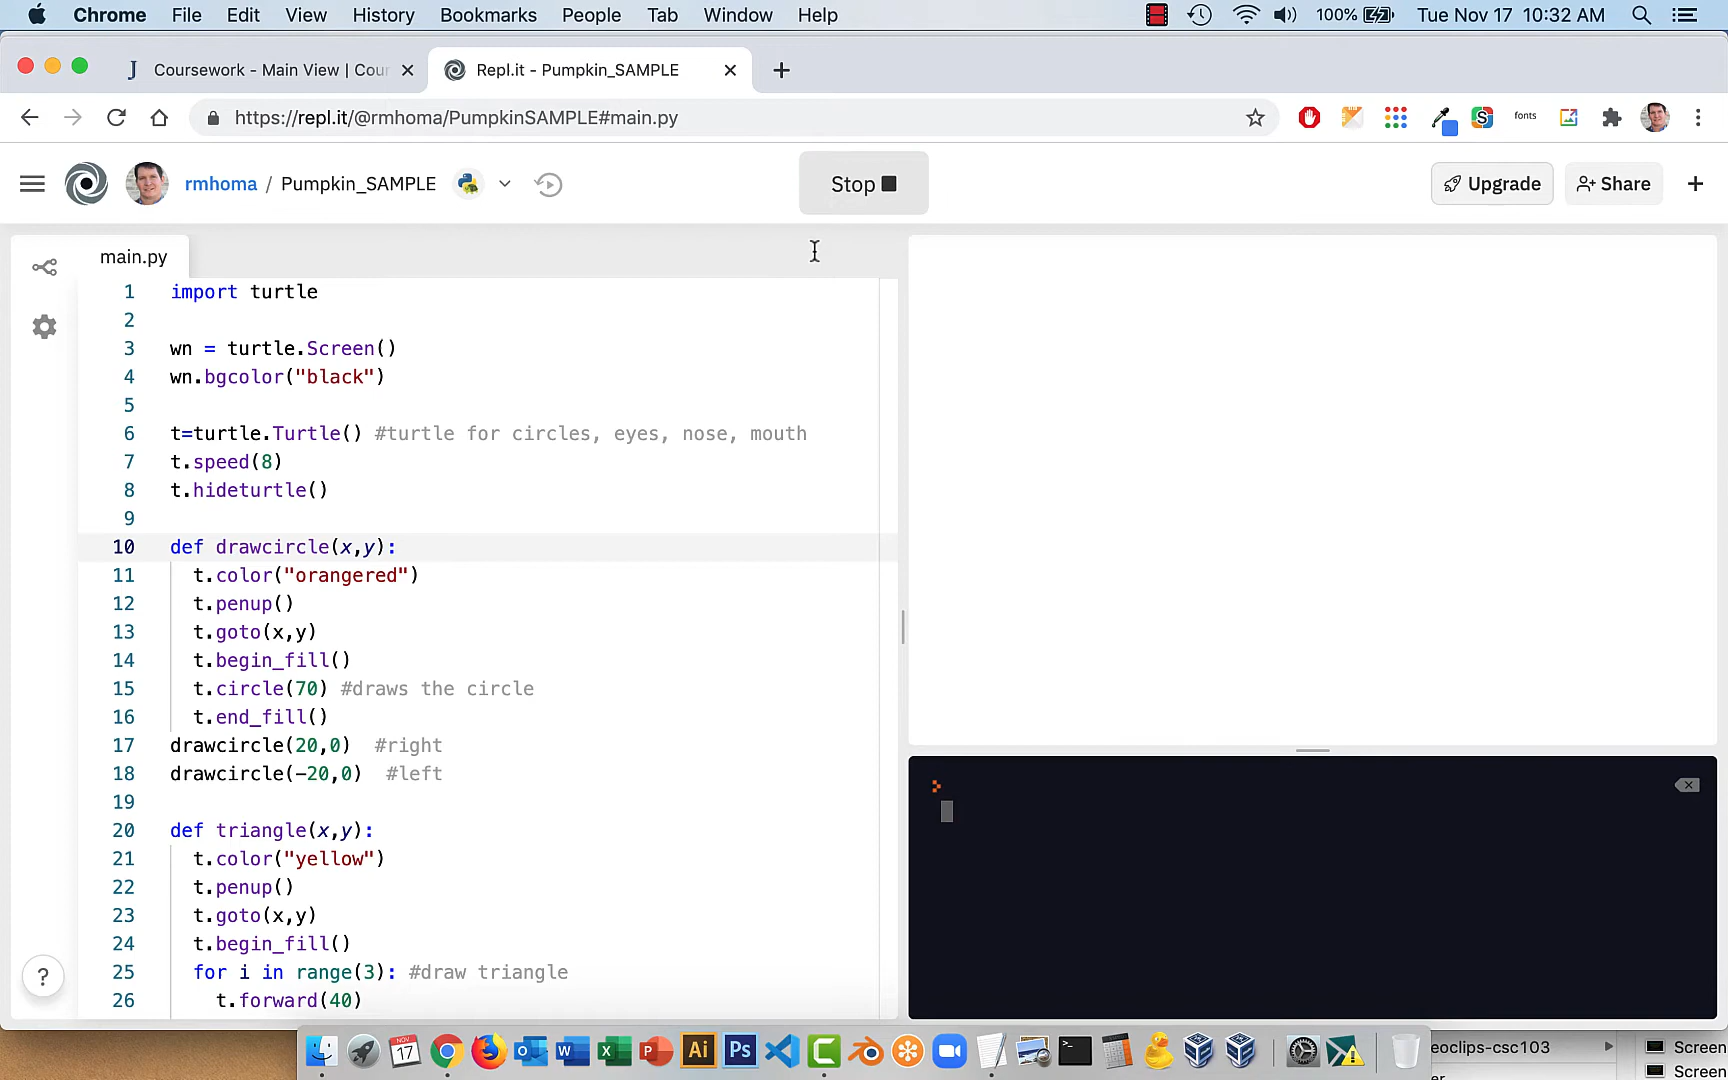 Chrome File Edit View History Bookmarks People Tab Window Help 100% Tue Nov 17 10:32 AM
J Coursework - Main View | Cou Repl.it - Pumpkin_SAMPLE
https://repl.it/@rmhoma/PumpkinSAMPLE#main.py fonts
rmhoma / Pumpkin_SAMPLE Stop Upgrade Share +
main.py
1 import turtle
2
3 wn = turtle.Screen()
4 wn.bgcolor("black")
5
6 t=turtle.Turtle() #turtle for circles, eyes, nose, mouth
7 t.speed(8)
8 t.hideturtle()
9
10 def drawcircle(x,y):
11 t.color("orangered")
12 t.penup()
13 t.goto(x,y)
14 t.begin_fill()
15 t.circle(70) #draws the circle
16 t.end_fill()
17 drawcircle(20,0) #right
18 drawcircle(-20,0) #left
19
20 def triangle(x,y):
21 t.color("yellow")
22 t.penup()
23 t.goto(x,y)
24 t.begin_fill()
25 for i in range(3): #draw triangle
26 t.forward(40)
?
NOV 17 Ai Ps
eoclips-csc103 Screen
er Screen